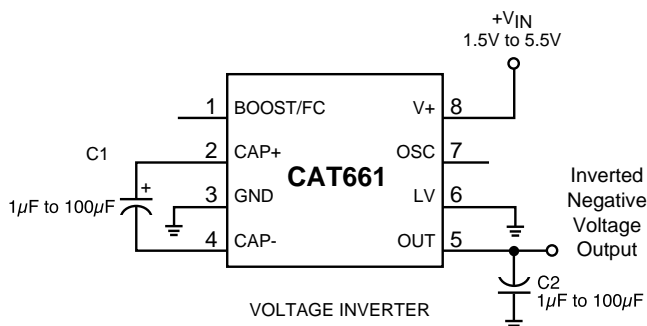 +VIN
1.5V to 5.5V
1 BOOST/FC V+ 8
2 CAP+ OSC 7
C1
CAT661
+
1µF to 100µF
3 GND LV 6
4 CAP- OUT 5
Inverted
Negative
Voltage
Output
C2
1µF to 100µF
VOLTAGE INVERTER